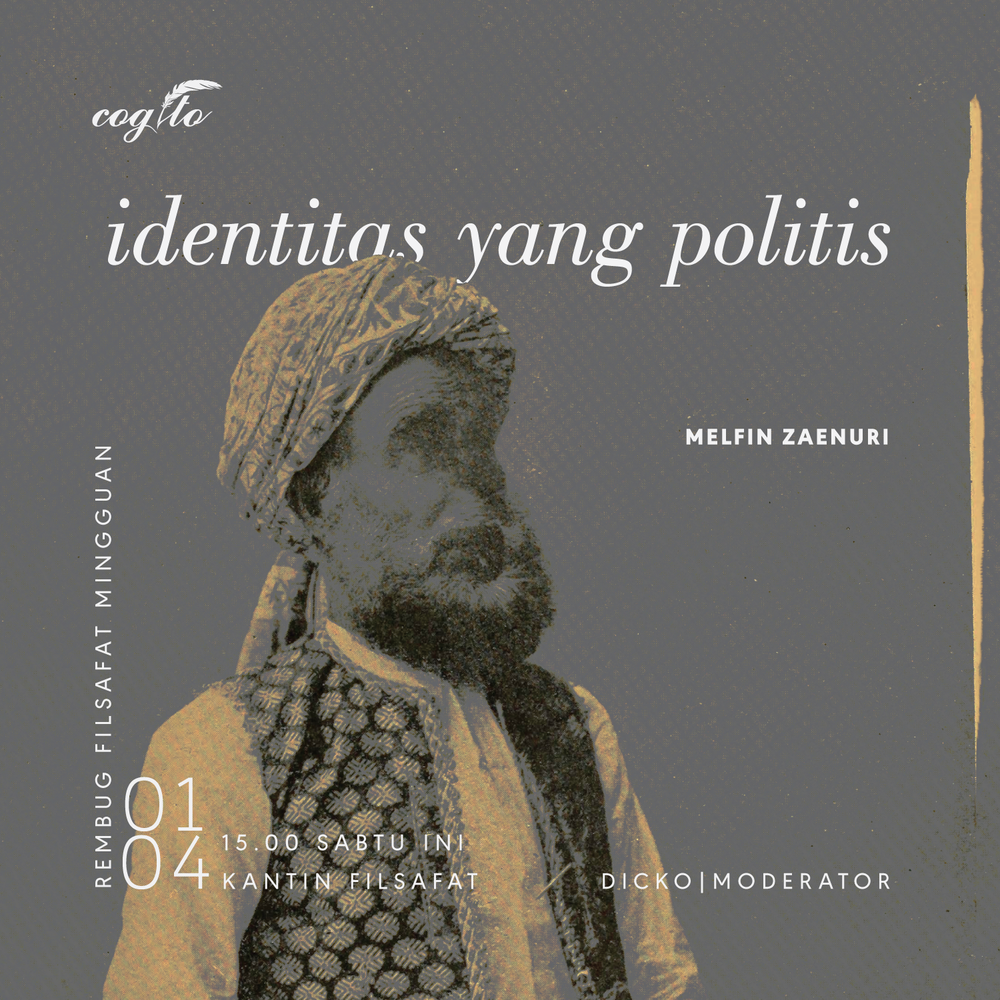 cogito
identitas yang politis
MELFIN ZAENURI
REMBUG FILSAFAT MINGGUAN
01
04
15.00 SABTU INI
KANTIN FILSAFAT
DICKO|MODERATOR